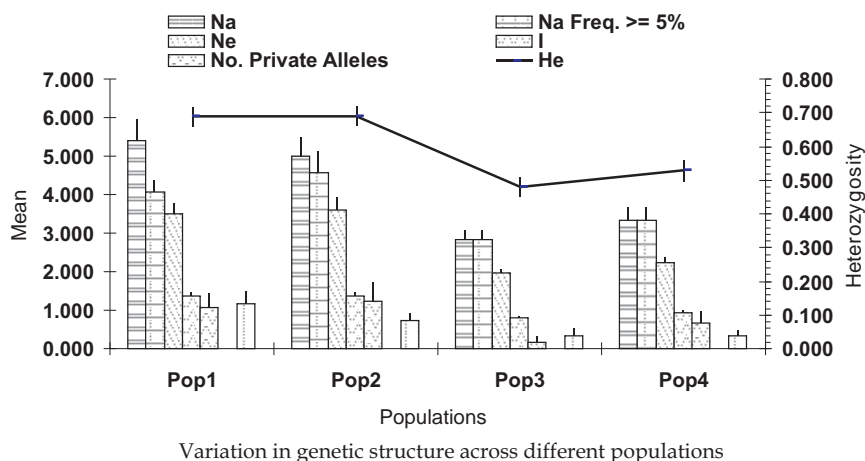 Na
Na Freq. >= 5%
Ne
I
No. Private Alleles
He
7.000
6.000
5.000
4.000
3.000
2.000
1.000
0.000
Mean
0.800
0.700
0.600
0.500
0.400
0.300
0.200
0.100
0.000
Heterozygosity
Pop1
Pop2
Pop3
Pop4
Populations
Variation in genetic structure across different populations